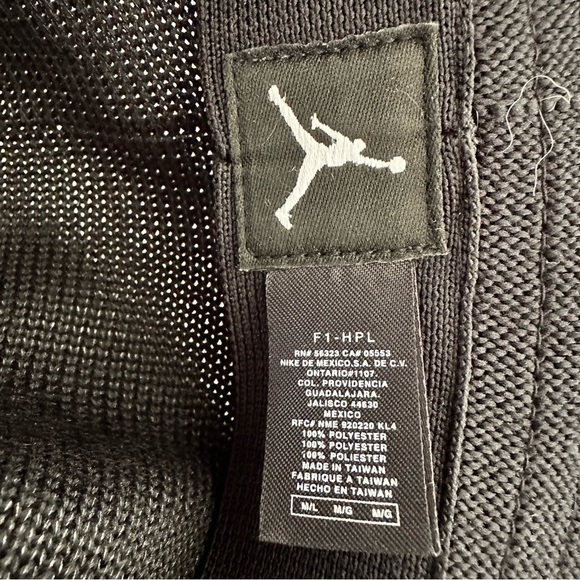 F1-HPL
RN# 56323 CA# 05553
NIKE DE MEXICO,S.A. DE C.V.
ONTARIO#1107.
COL. PROVIDENCIA
GUADALAJARA.
JALISCO 44630
MEXICO
RFC# NME 920220 KL4
100% POLYESTER
100% POLYESTER
100% POLIESTER
MADE IN TAIWAN
FABRIQUE À TAIWAN
HECHO EN TAIWAN
M/L M/G M/G